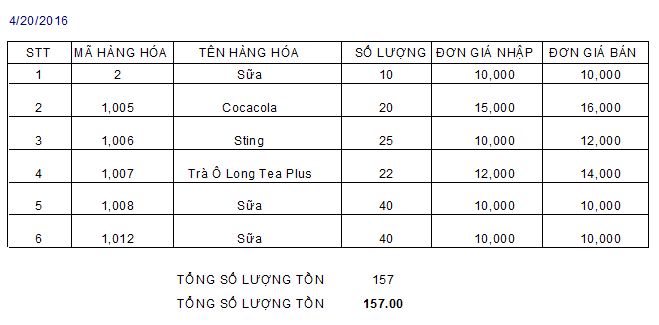 4/20/2016
STT MÃ HÀNG HÓA TÊN HÀNG HÓA SỐ LƯỢNG ĐƠN GIÁ NHẬP ĐƠN GIÁ BÁN
1 2 Sữa 10 10,000 10,000
2 1,005 Cocacola 20 15,000 16,000
3 1,006 Sting 25 10,000 12,000
4 1,007 Trà Ô Long Tea Plus 22 12,000 14,000
5 1,008 Sữa 40 10,000 10,000
6 1,012 Sữa 40 10,000 10,000
TỔNG SỐ LƯỢNG TỒN 157
TỔNG SỐ LƯỢNG TỒN 157.00